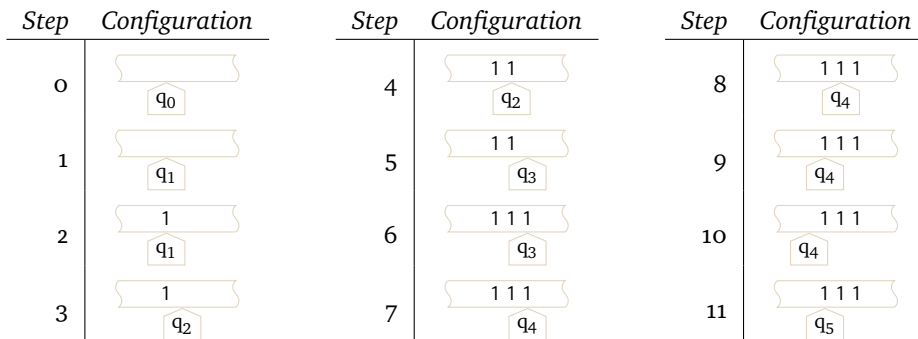 Step Configuration
0
q₀
1
q₁
2 1
q₁
3 1
q₂
Step Configuration
4 1 1
q₂
5 1 1
q₃
6 1 1 1
q₃
7 1 1 1
q₄
Step Configuration
8 1 1 1
q₄
9 1 1 1
q₄
10 1 1 1
q₄
11 1 1 1
q₅